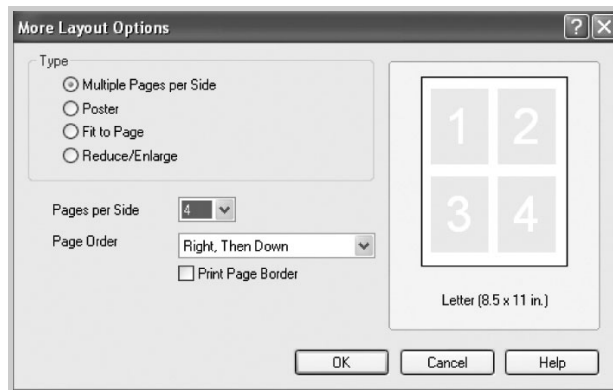 More Layout Options
Type
Multiple Pages per Side
Poster
Fit to Page
Reduce/Enlarge
Pages per Side 4
Page Order Right, Then Down
Print Page Border
1 2
3 4
Letter (8.5 x 11 in.)
OK Cancel Help